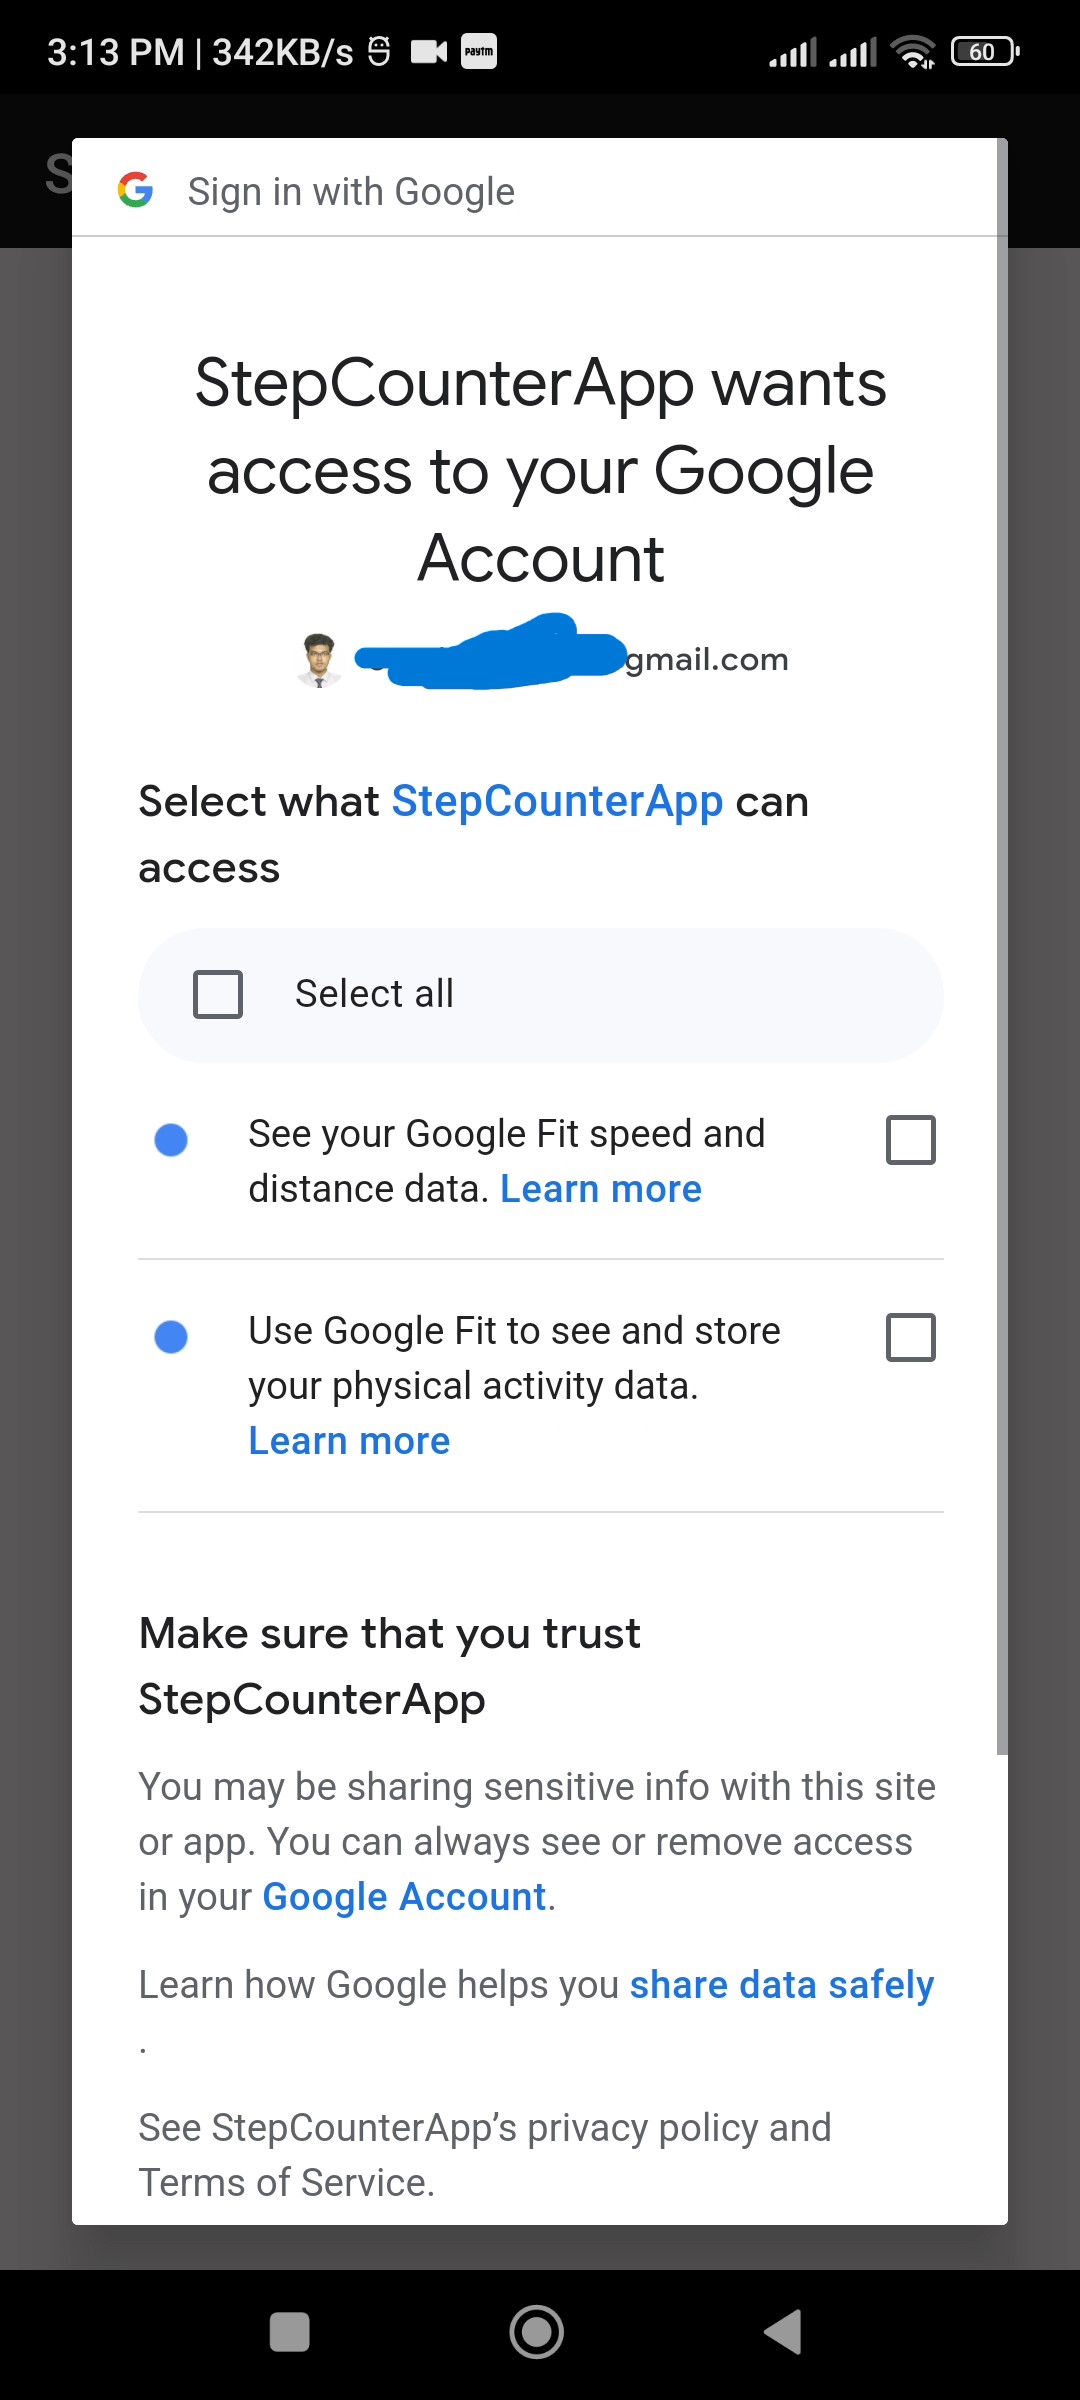 3:13 PM | 342KB/s paytm 60
S
Sign in with Google
StepCounterApp wants
access to your Google
Account
gmail.com
Select what StepCounterApp can
access
Select all
See your Google Fit speed and
distance data. Learn more
Use Google Fit to see and store
your physical activity data.
Learn more
Make sure that you trust
StepCounterApp
You may be sharing sensitive info with this site
or app. You can always see or remove access
in your Google Account.
Learn how Google helps you share data safely
.
See StepCounterApp’s privacy policy and
Terms of Service.